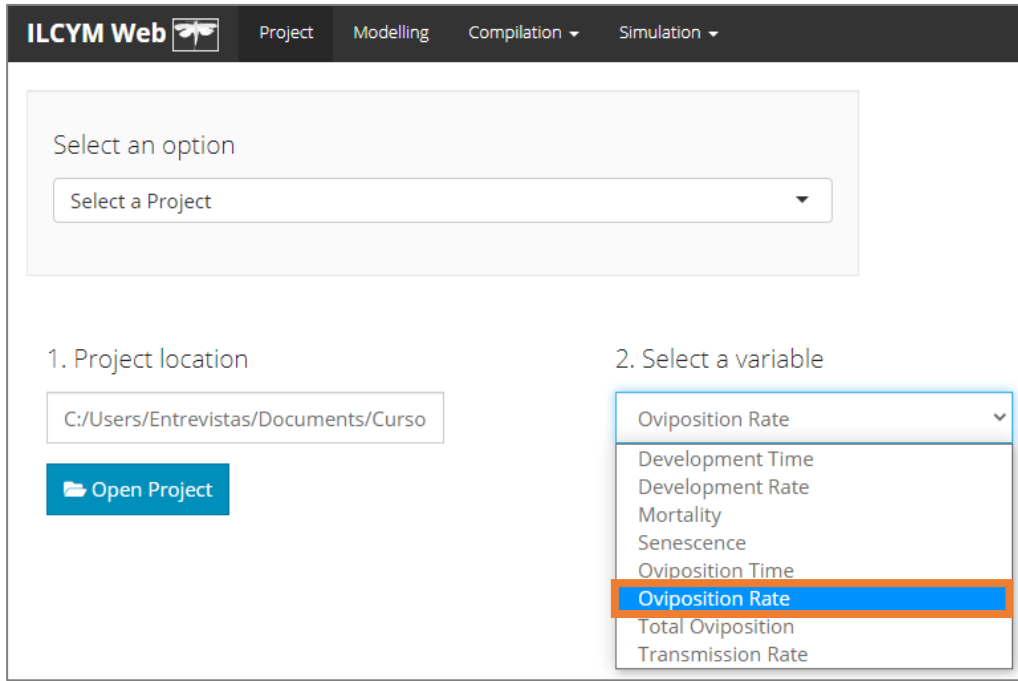 ILCYM Web Project Modelling Compilation Simulation
Select an option
Select a Project
1. Project location
C:/Users/Entrevistas/Documents/Curso
Open Project
2. Select a variable
Oviposition Rate
Development Time
Development Rate
Mortality
Senescence
Oviposition Time
Oviposition Rate
Total Oviposition
Transmission Rate